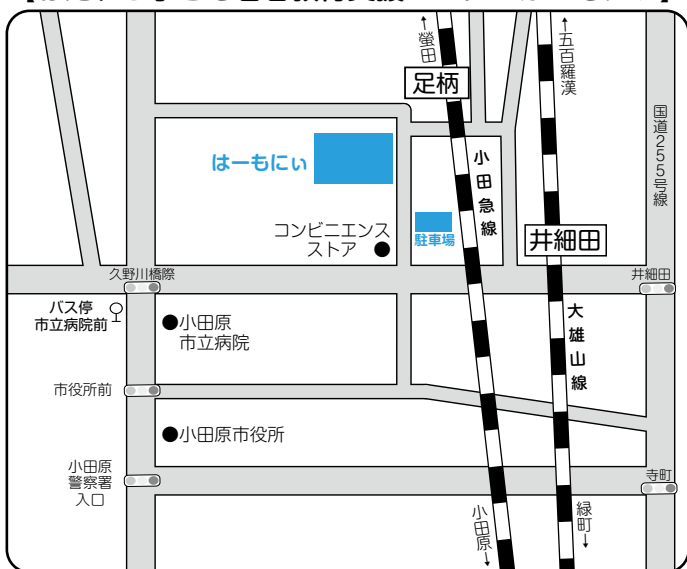 ↑螢田
足柄
↑五百羅漢
国道255号線
はーもにぃ
小田急線
コンビニエンス
ストア
駐車場
井細田
久野川橋際
井細田
バス停
市立病院前
小田原
市立病院
大雄山線
市役所前
小田原市役所
小田原
警察署
入口
寺町
小田原↓
緑町↓